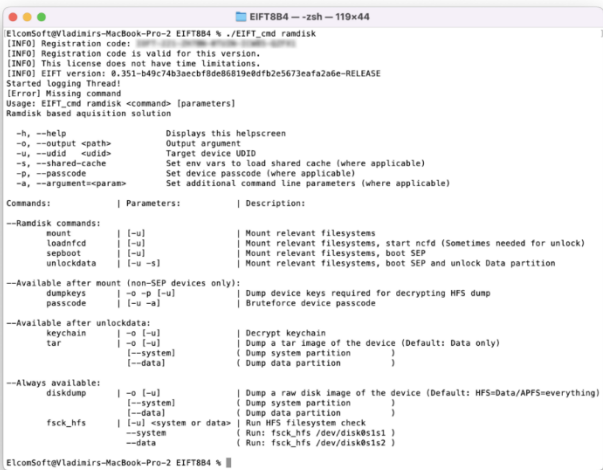 EIFT8B4 — -zsh — 119×44
ElcomSoft@Vladimirs-MacBook-Pro-2 EIFT8B4 % ./EIFT_cmd ramdisk
[INFO] Registration code:
[INFO] Registration code is valid for this version.
[INFO] This license does not have time limitations.
[INFO] EIFT version: 0.351-b49c74b3aecbf8de86819e0dfb2e5673eafa2a6e-RELEASE
Started logging Thread!
[Error] Missing command
Usage: EIFT_cmd ramdisk <command> [parameters]
Ramdisk based aquisition solution
-h, --help Displays this helpscreen
-o, --output <path> Output argument
-u, --udid <udid> Target device UDID
-s, --shared-cache Set env vars to load shared cache (where applicable)
-p, --passcode Set device passcode (where applicable)
-a, --argument=<param> Set additional command line parameters (where applicable)
Commands: | Parameters: | Description:
--Ramdisk commands:
mount | [-u] | Mount relevant filesystems
loadnfcd | [-u] | Mount relevant filesystems, start ncfd (Sometimes needed for unlock)
sepboot | [-u] | Mount relevant filesystems, boot SEP
unlockdata | [-u -s] | Mount relevant filesystems, boot SEP and unlock Data partition
--Available after mount (non-SEP devices only):
dumpkeys | -o -p [-u] | Dump device keys required for decrypting HFS dump
passcode | [-u -a] | Bruteforce device passcode
--Available after unlockdata:
keychain | -o [-u] | Decrypt keychain
tar | -o [-u] | Dump a tar image of the device (Default: Data only)
[--system] ( Dump system partition )
[--data] ( Dump data partition )
--Always available:
diskdump | -o [-u] | Dump a raw disk image of the device (Default: HFS=Data/APFS=everything)
[--system] ( Dump system partition )
[--data] ( Dump data partition )
fsck_hfs | [-u] <system or data> | Run HFS filesystem check
--system ( Run: fsck_hfs /dev/disk0s1s1 )
--data ( Run: fsck_hfs /dev/disk0s1s2 )
ElcomSoft@Vladimirs-MacBook-Pro-2 EIFT8B4 %